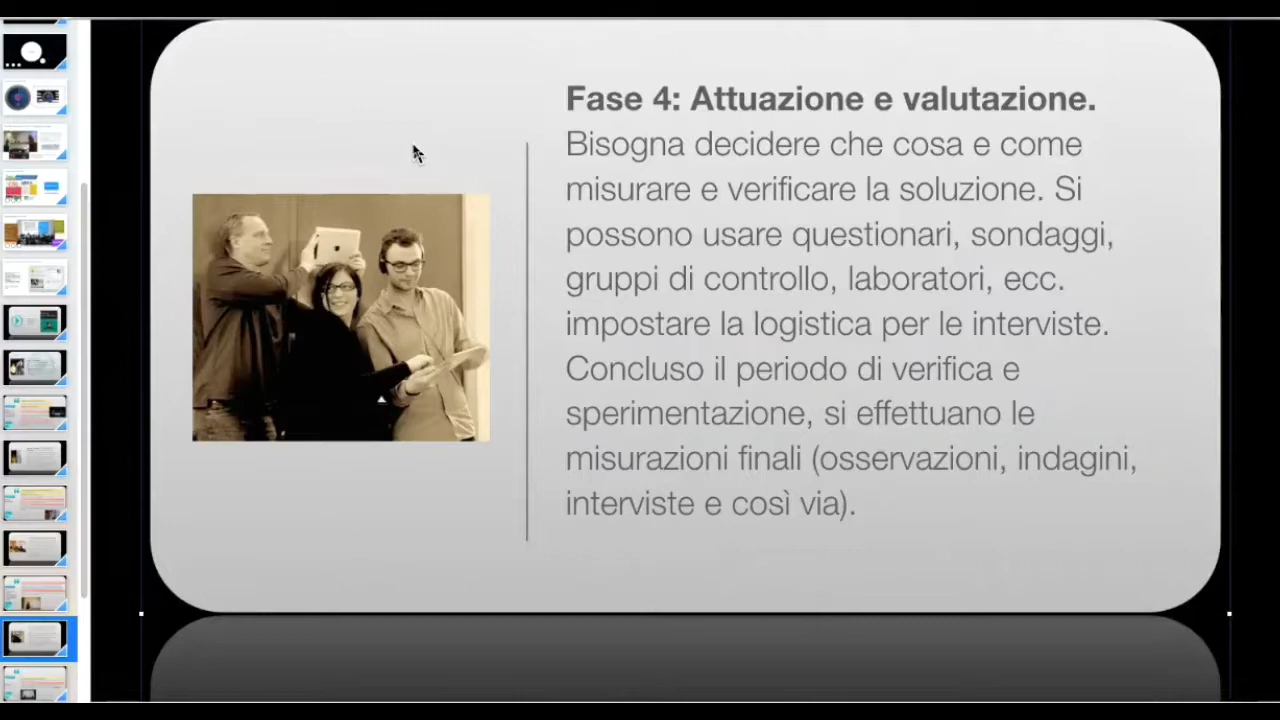 Fase 4: Attuazione e valutazione.
Bisogna decidere che cosa e come
misurare e verificare la soluzione. Si
possono usare questionari, sondaggi,
gruppi di controllo, laboratori, ecc.
impostare la logistica per le interviste.
Concluso il periodo di verifica e
sperimentazione, si effettuano le
misurazioni finali (osservazioni, indagini,
interviste e così via).